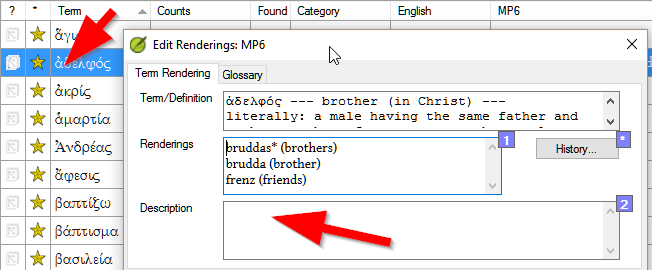 ? * Term Counts Found Category English MP6
ἅγι
ἀδελφός
ἀκρίς
ἁμαρτία
Ἀνδρέας
ἄφεσις
βαπτίζω
βάπτισμα
βασιλεία
Edit Renderings: MP6
Term Rendering Glossary
Term/Definition
ἀδελφός --- brother (in Christ) ---
literally: a male having the same father and
Renderings
bruddas* (brothers)
brudda (brother)
frenz (friends)
1
History...
*
Description
2